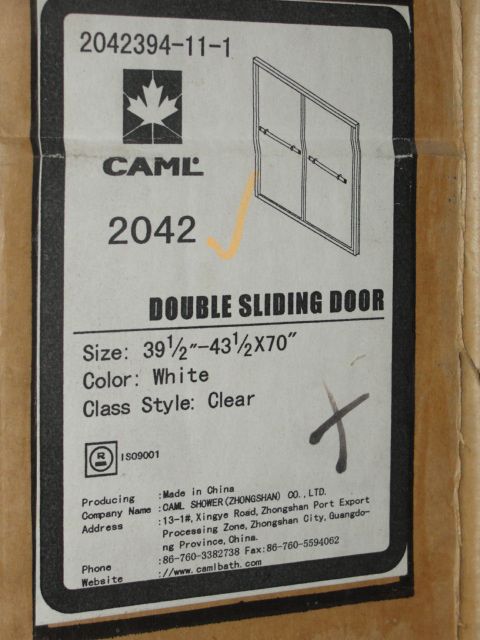 2042394-11-1
CAML
2042
DOUBLE SLIDING DOOR
Size: 39½"-43½X70"
Color: White
Class Style: Clear
R ISO9001
Producing :Made in China
Company Name :CAML SHOWER(ZHONGSHAN) CO., LTD.
Address :13-1#, Xingye Road, Zhongshan Port Export
Processing Zone, Zhongshan City, Guangdo-
ng Province, China.
Phone :86-760-3382738 Fax:86-760-5594062
Website ://www.camlbath.com